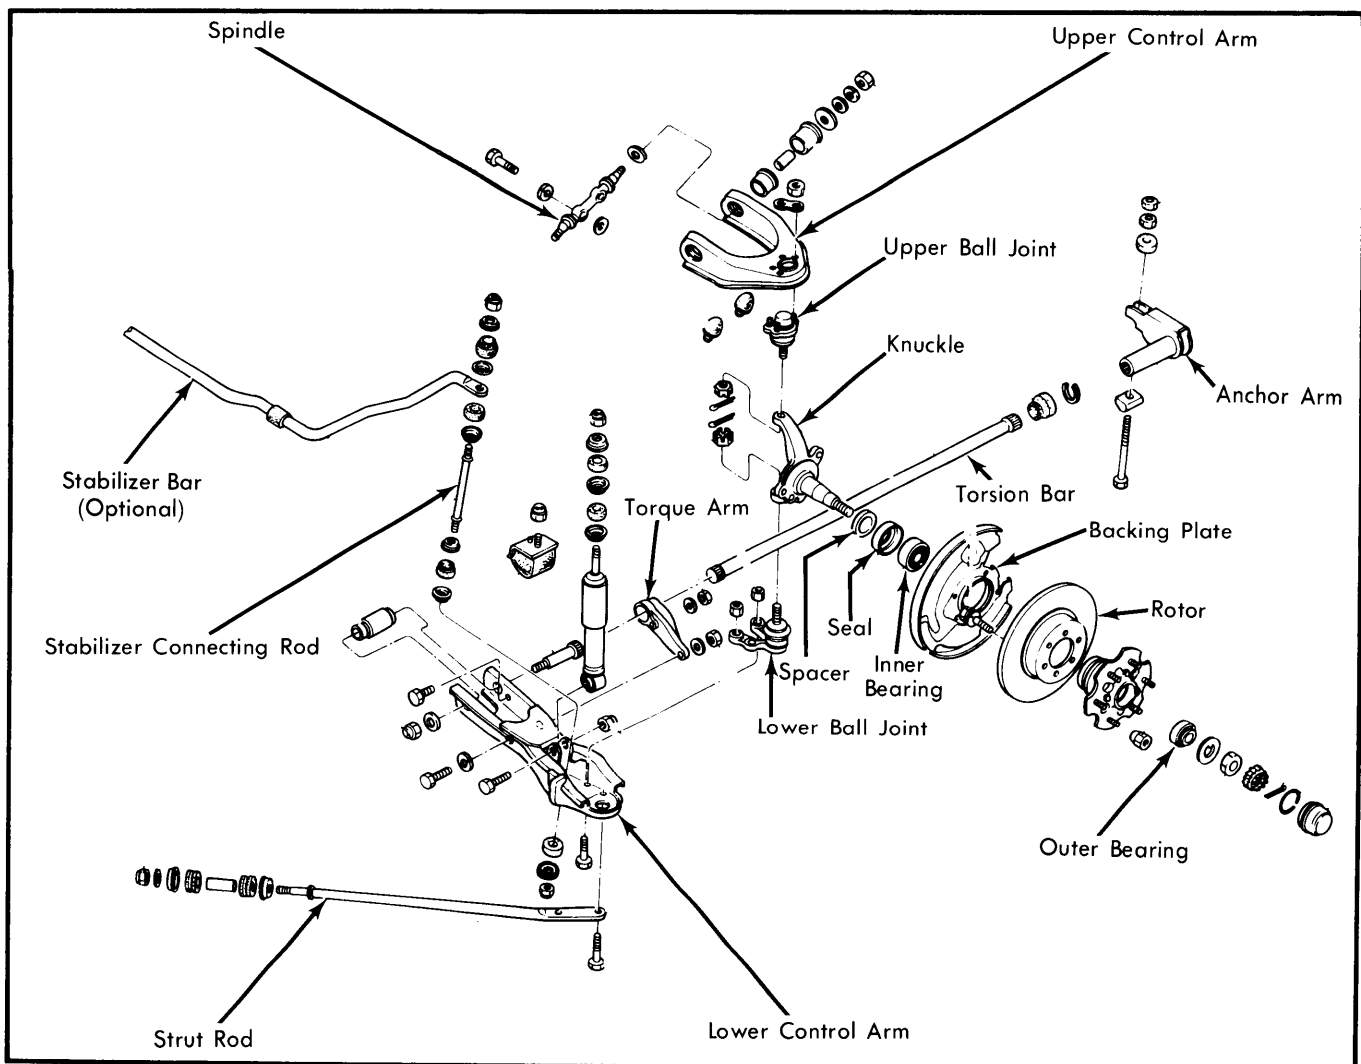 Spindle
Upper Control Arm
Upper Ball Joint
Knuckle
Anchor Arm
Stabilizer Bar
(Optional)
Torsion Bar
Torque Arm
Backing Plate
Rotor
Seal
Stabilizer Connecting Rod
Spacer
Inner
Bearing
Lower Ball Joint
Outer Bearing
Strut Rod
Lower Control Arm